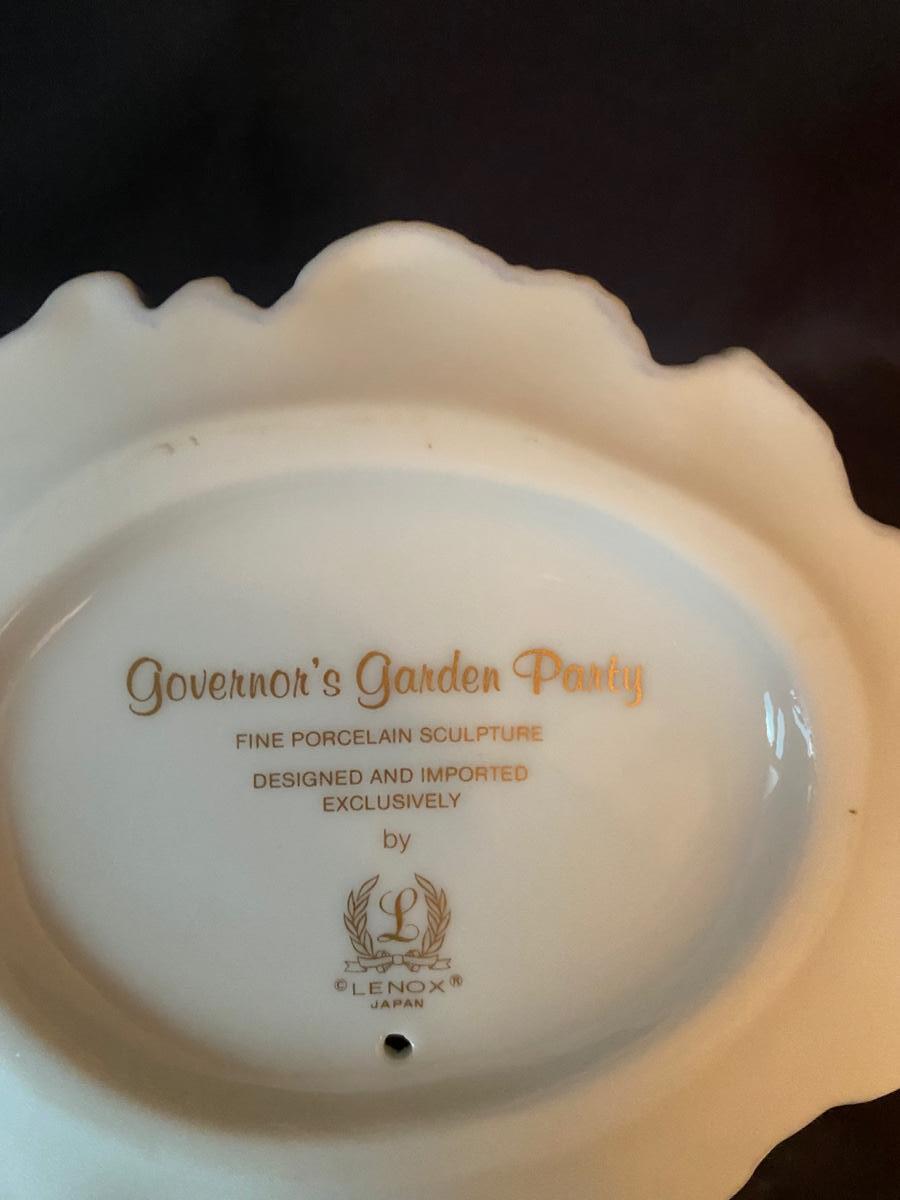 Governor's Garden Party
FINE PORCELAIN SCULPTURE
DESIGNED AND IMPORTED
EXCLUSIVELY
by
L
©LENOX®
JAPAN